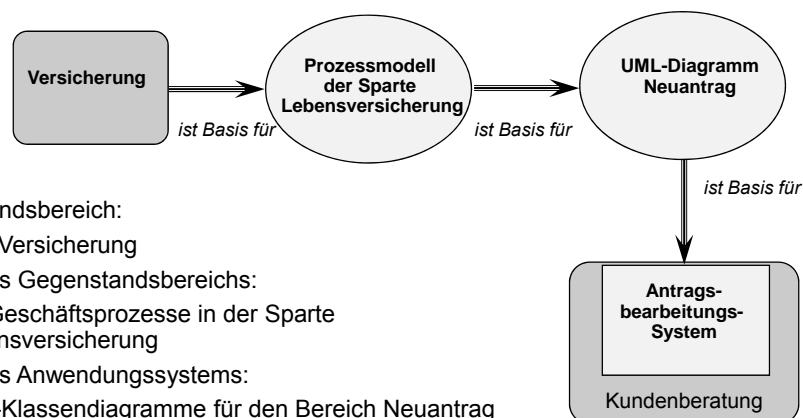 Versicherung
ist Basis für
Prozessmodell
der Sparte
Lebensversicherung
ist Basis für
UML-Diagramm
Neuantrag
ist Basis für
ndsbereich:
Versicherung
s Gegenstandsbereichs:
Geschäftsprozesse in der Sparte
nsversicherung
s Anwendungssystems:
-Klassendiagramme für den Bereich Neuantrag
Antrags-
bearbeitungs-
System
Kundenberatung